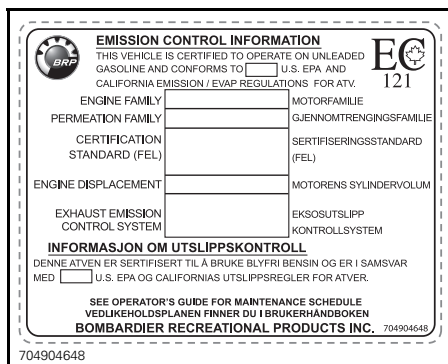 BRP
EMISSION CONTROL INFORMATION
THIS VEHICLE IS CERTIFIED TO OPERATE ON UNLEADED
GASOLINE AND CONFORMS TO U.S. EPA AND
CALIFORNIA EMISSION / EVAP REGULATIONS FOR ATV.
EC
121
ENGINE FAMILY MOTORFAMILIE
PERMEATION FAMILY GJENNOMTRENGINGSFAMILIE
CERTIFICATION SERTIFISERINGSSTANDARD
STANDARD (FEL) (FEL)
ENGINE DISPLACEMENT MOTORENS SYLINDERVOLUM
EXHAUST EMISSION EKSOSUTSLIPP
CONTROL SYSTEM KONTROLLSYSTEM
INFORMASJON OM UTSLIPPSKONTROLL
DENNE ATVEN ER SERTIFISERT TIL Å BRUKE BLYFRI BENSIN OG ER I SAMSVAR
MED U.S. EPA OG CALIFORNIAS UTSLIPPSREGLER FOR ATVER.
SEE OPERATOR'S GUIDE FOR MAINTENANCE SCHEDULE
VEDLIKEHOLDSPLANEN FINNER DU I BRUKERHÅNDBOKEN
BOMBARDIER RECREATIONAL PRODUCTS INC. 704904648
704904648